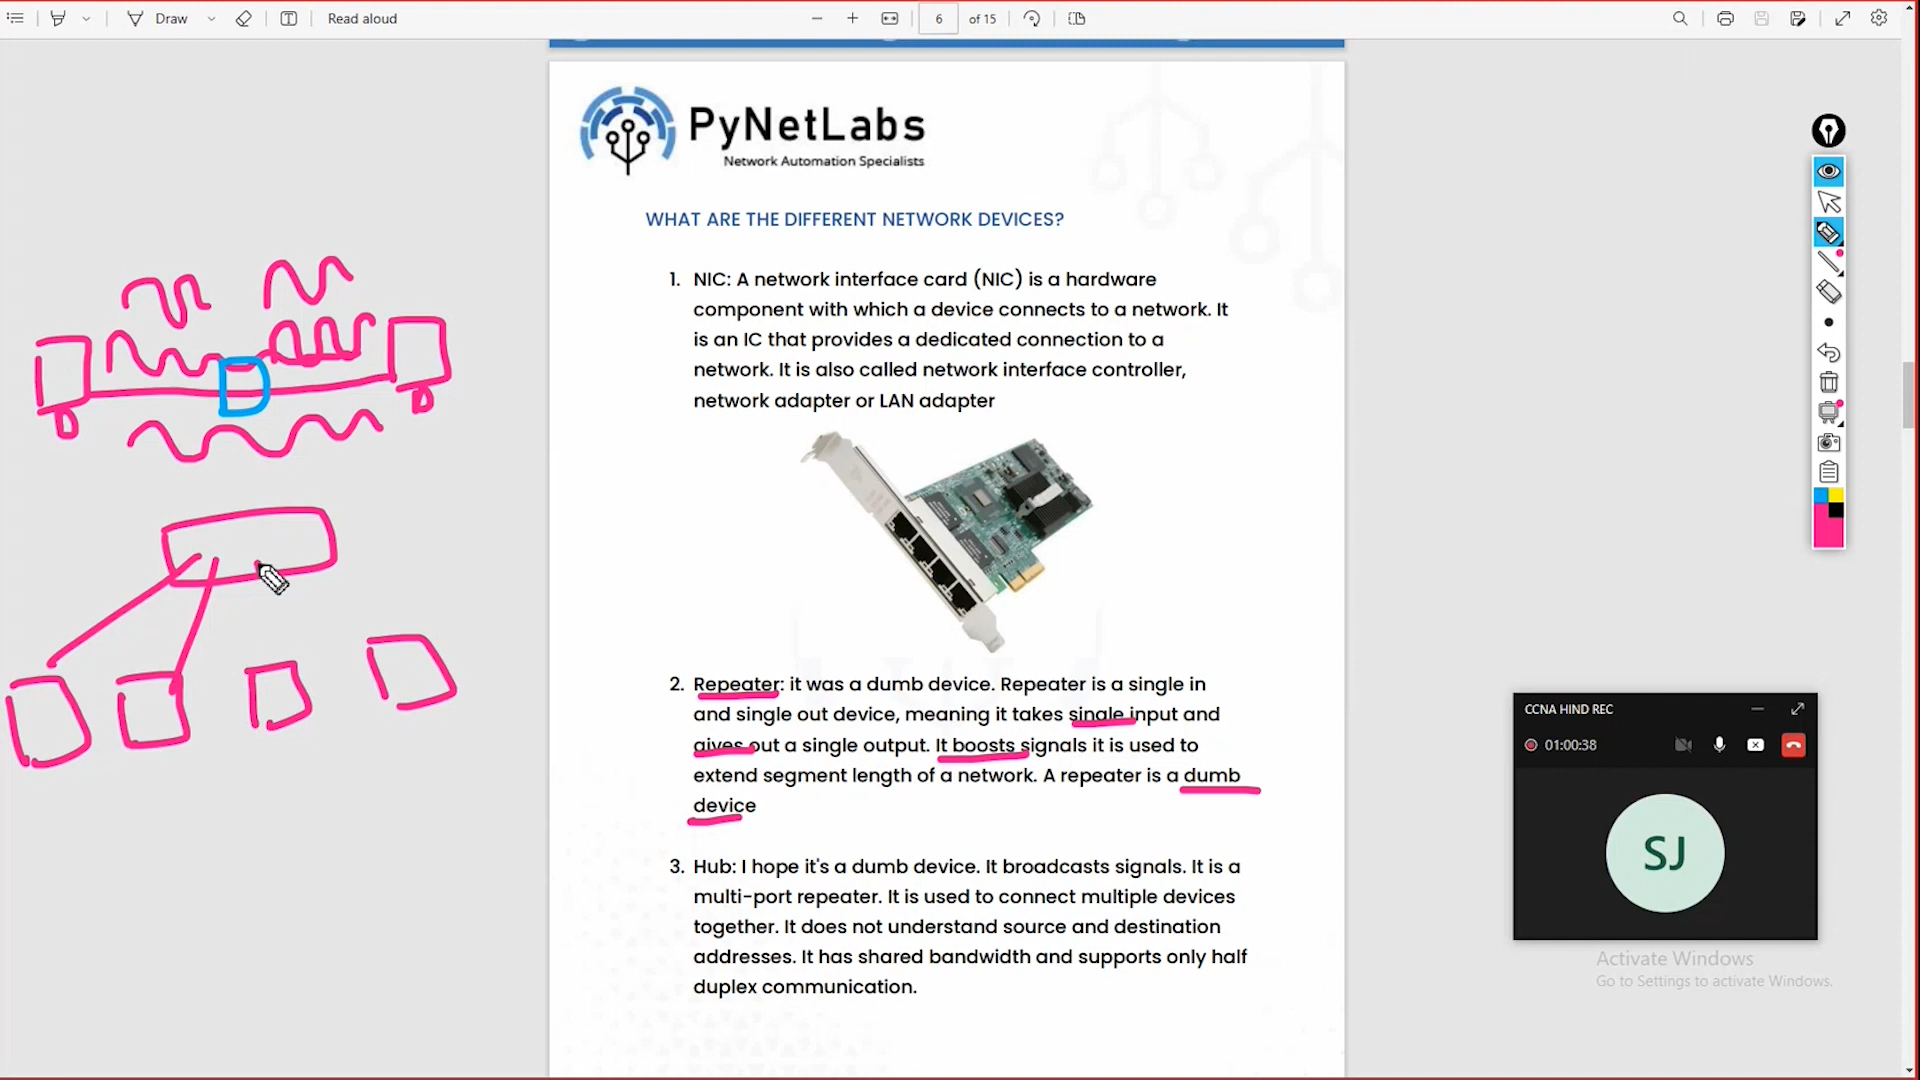 Draw
Read aloud
6
of 15
PyNetLabs
Network Automation Specialists
WHAT ARE THE DIFFERENT NETWORK DEVICES?
1. NIC: A network interface card (NIC) is a hardware
component with which a device connects to a network. It
is an IC that provides a dedicated connection to a
network. It is also called network interface controller,
network adapter or LAN adapter
2. Repeater: it was a dumb device. Repeater is a single in
and single out device, meaning it takes single input and
gives out a single output. It boosts signals it is used to
extend segment length of a network. A repeater is a dumb
device
3. Hub: I hope it's a dumb device. It broadcasts signals. It is a
multi-port repeater. It is used to connect multiple devices
together. It does not understand source and destination
addresses. It has shared bandwidth and supports only half
duplex communication.
CCNA HIND REC
01:00:38
SJ
Activate Windows
Go to Settings to activate Windows.